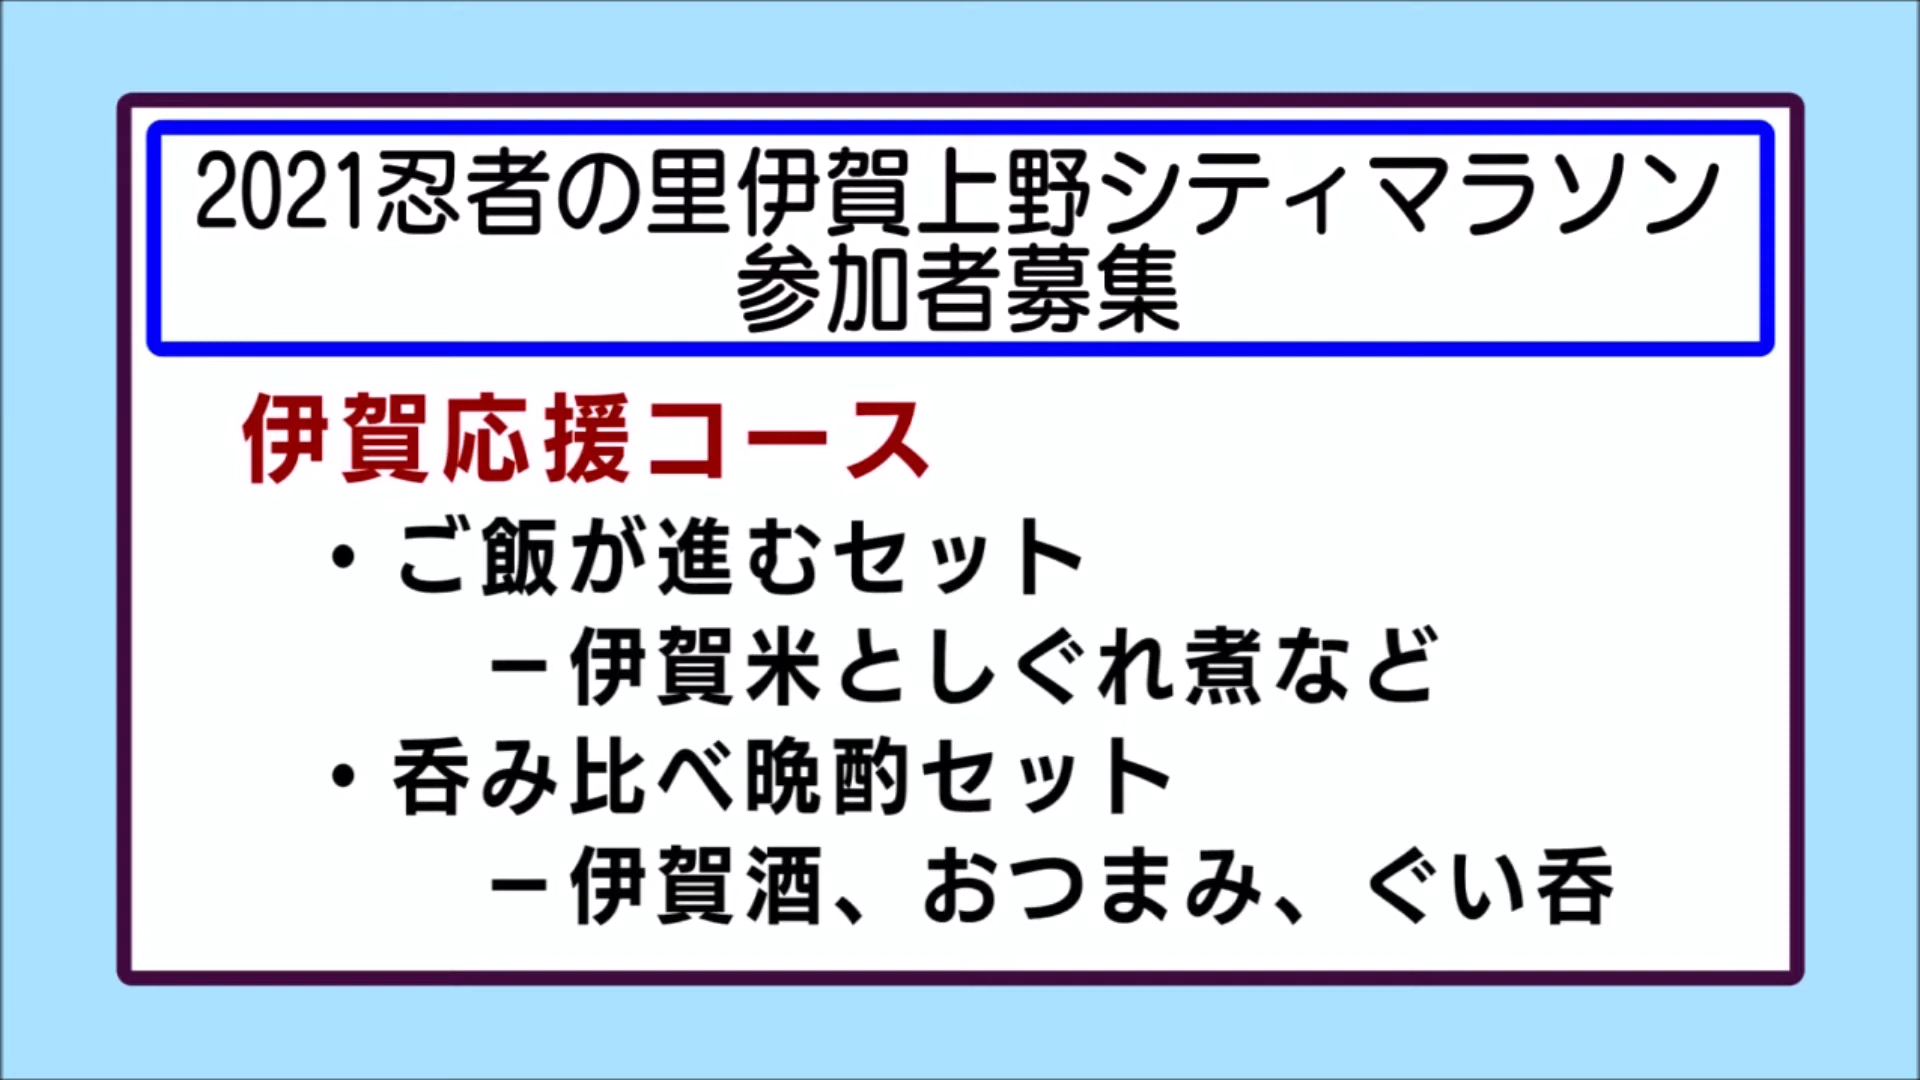 2021忍者の里伊賀上野シティマラソン
参加者募集
伊賀応援コース
・ご飯が進むセット
－伊賀米としぐれ煮など
・呑み比べ晩酌セット
－伊賀酒、おつまみ、ぐい呑